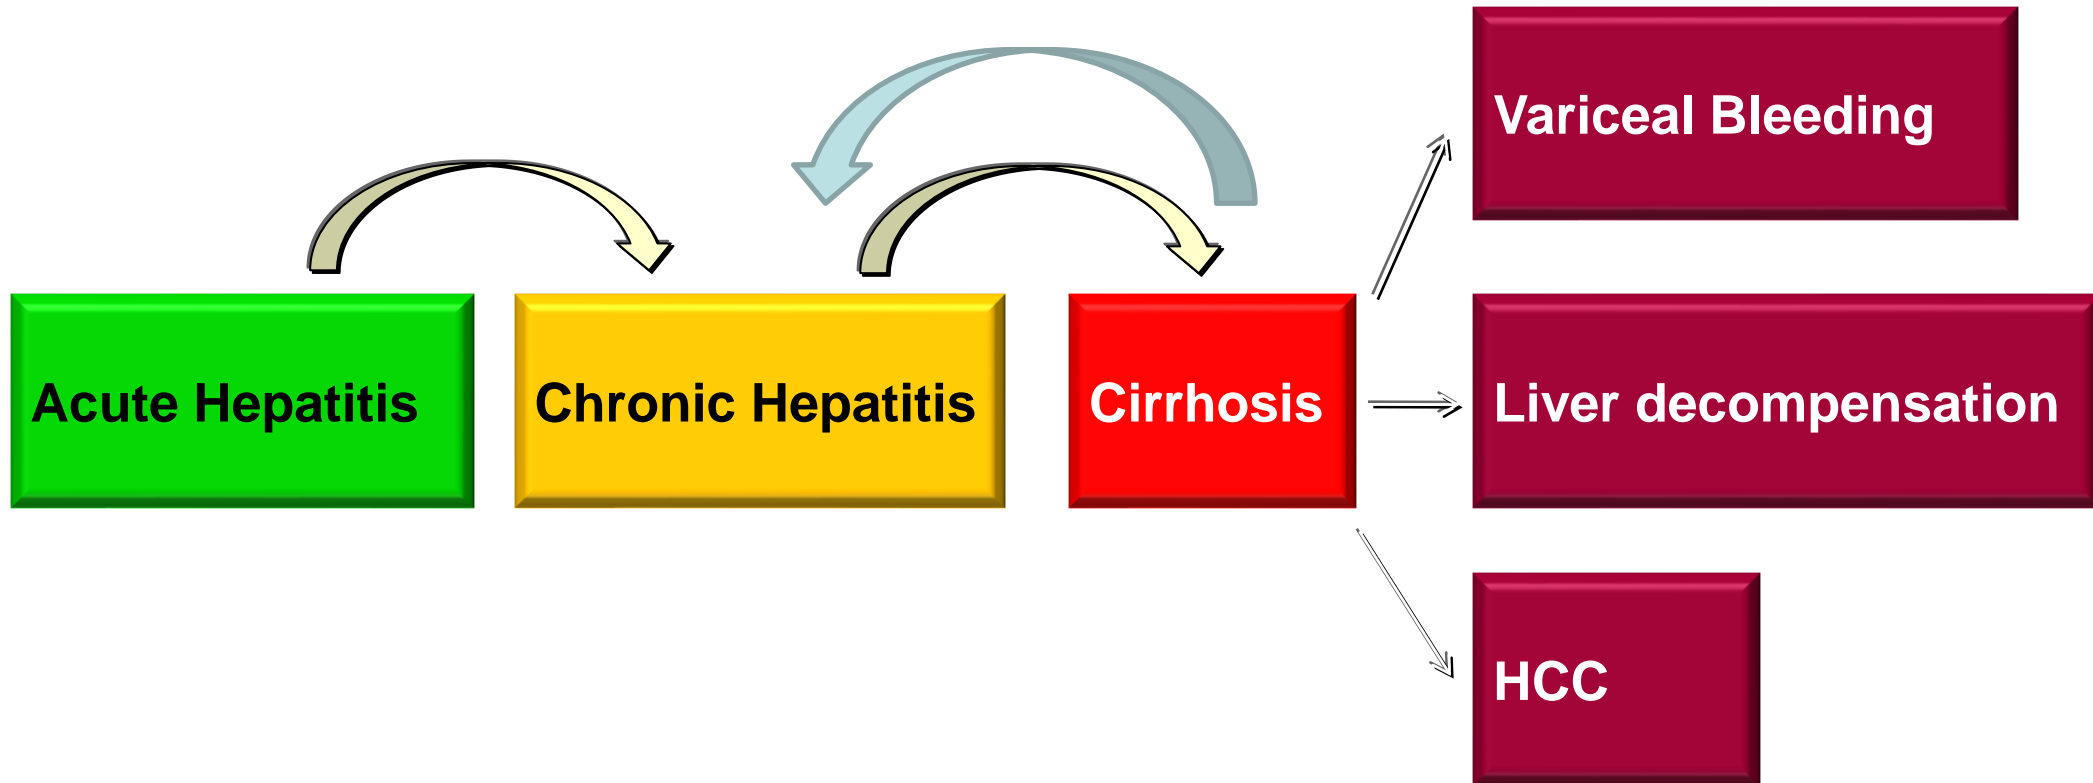 Variceal Bleeding
Acute Hepatitis
Chronic Hepatitis
Cirrhosis
Liver decompensation
HCC